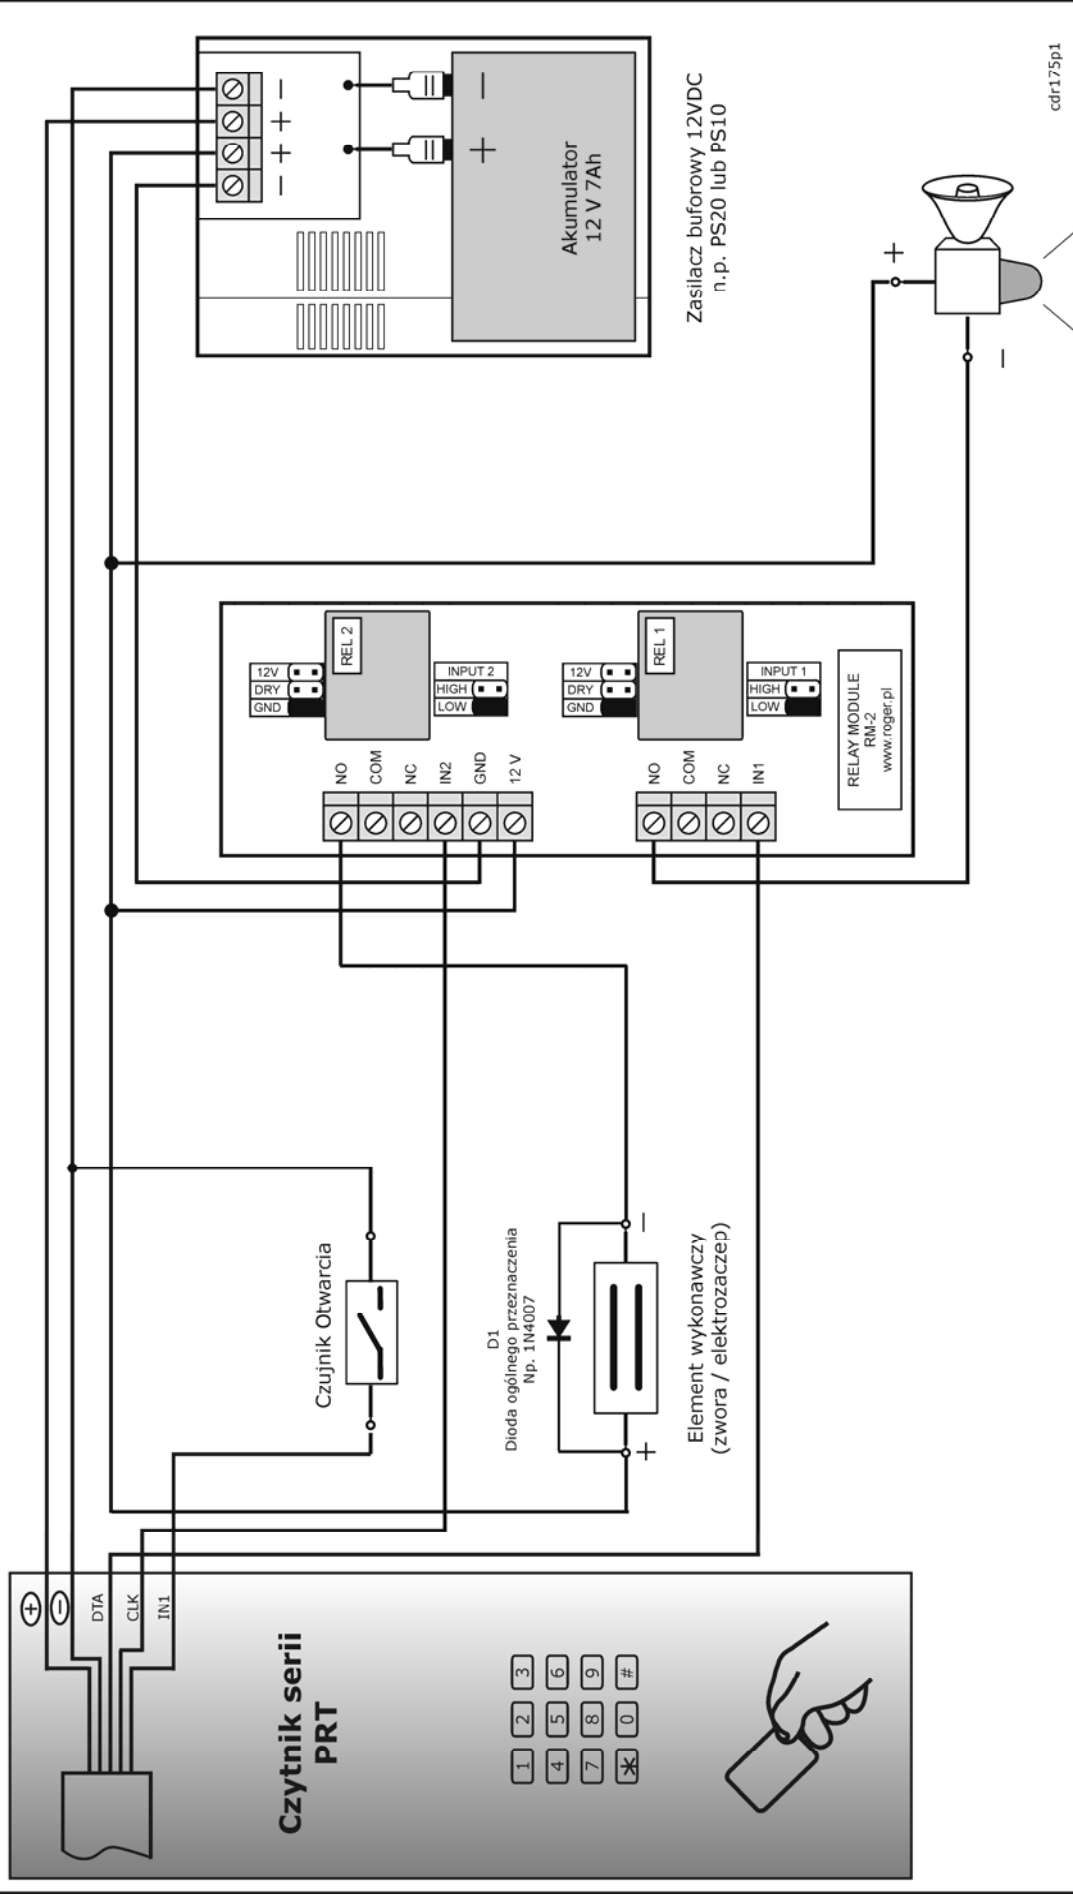 cdr175p1
−
+
+
−
−
+
Akumulator
12 V 7Ah
Zasilacz buforowy 12VDC
n.p. PS20 lub PS10
+
−
REL 2
12V
DRY
GND
INPUT 2
HIGH
LOW
NO
COM
NC
IN2
GND
12 V
REL 1
12V
DRY
GND
INPUT 1
HIGH
LOW
NO
COM
NC
IN1
RELAY MODULE
RM-2
www.roger.pl
Czujnik Otwarcia
D1
Dioda ogólnego przeznaczenia
Np. 1N4007
−
+
Element wykonawczy
(zwora / elektrozaczep)
+
−
DTA
CLK
IN1
Czytnik serii
PRT
1 2 3
4 5 6
7 8 9
* 0 #